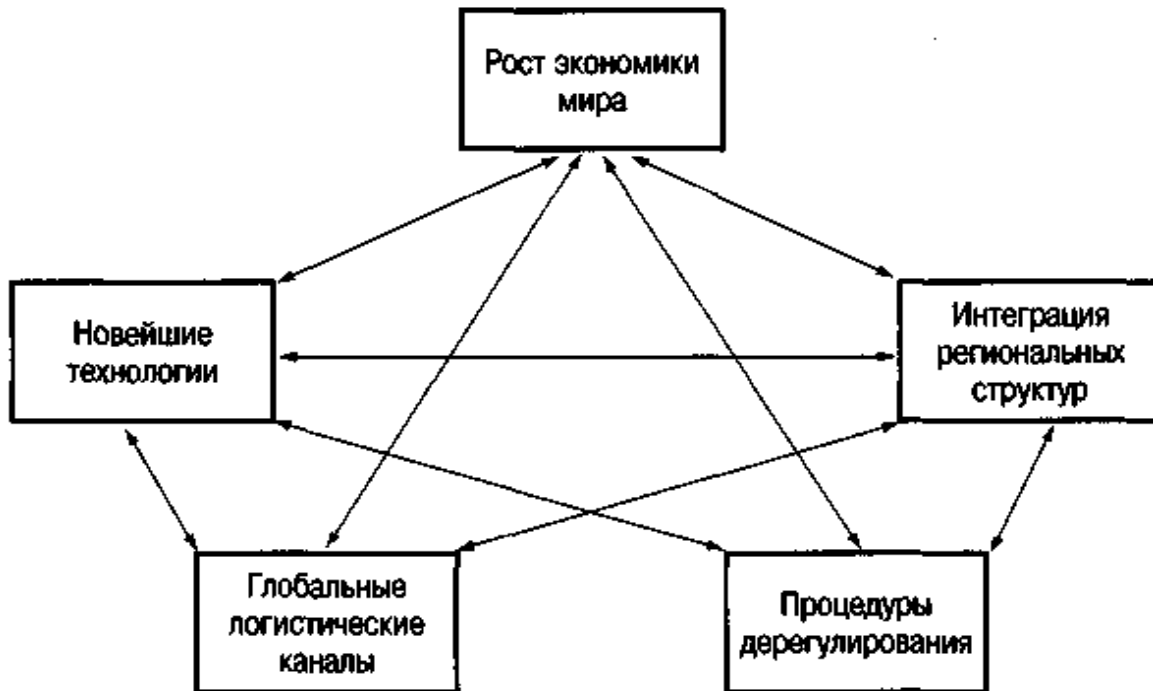 Рост экономики
мира
Новейшие
технологии
Интеграция
региональных
структур
Глобальные
логистические
каналы
Процедуры
дерегулирования